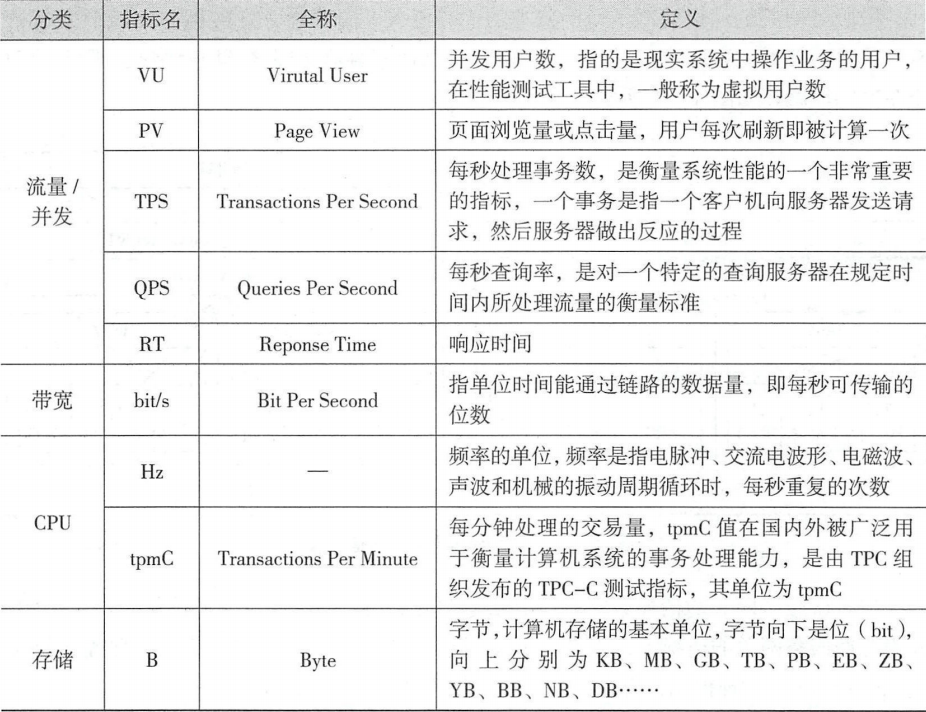 分类 指标名 全称 定义
VU Virutal User 并发用户数，指的是现实系统中操作业务的用户，
在性能测试工具中，一般称为虚拟用户数
PV Page View 页面浏览量或点击量，用户每次刷新即被计算一次
流量 /
并发
TPS Transactions Per Second 每秒处理事务数，是衡量系统性能的一个非常重要
的指标，一个事务是指一个客户机向服务器发送请
求，然后服务器做出反应的过程
QPS Queries Per Second 每秒查询率，是对一个特定的查询服务器在规定时
间内所处理流量的衡量标准
RT Reponse Time 响应时间
带宽 bit/s Bit Per Second 指单位时间能通过链路的数据量，即每秒可传输的
位数
CPU
Hz — 频率的单位，频率是指电脉冲、交流电波形、电磁波、
声波和机械的振动周期循环时，每秒重复的次数
tpmC Transactions Per Minute 每分钟处理的交易量，tpmC 值在国内外被广泛用
于衡量计算机系统的事务处理能力，是由 TPC 组
织发布的 TPC-C 测试指标，其单位为 tpmC
存储 B Byte 字节，计算机存储的基本单位，字节向下是位（bit），
向上分别为 KB、MB、GB、TB、PB、EB、ZB、
YB、BB、NB、DB……